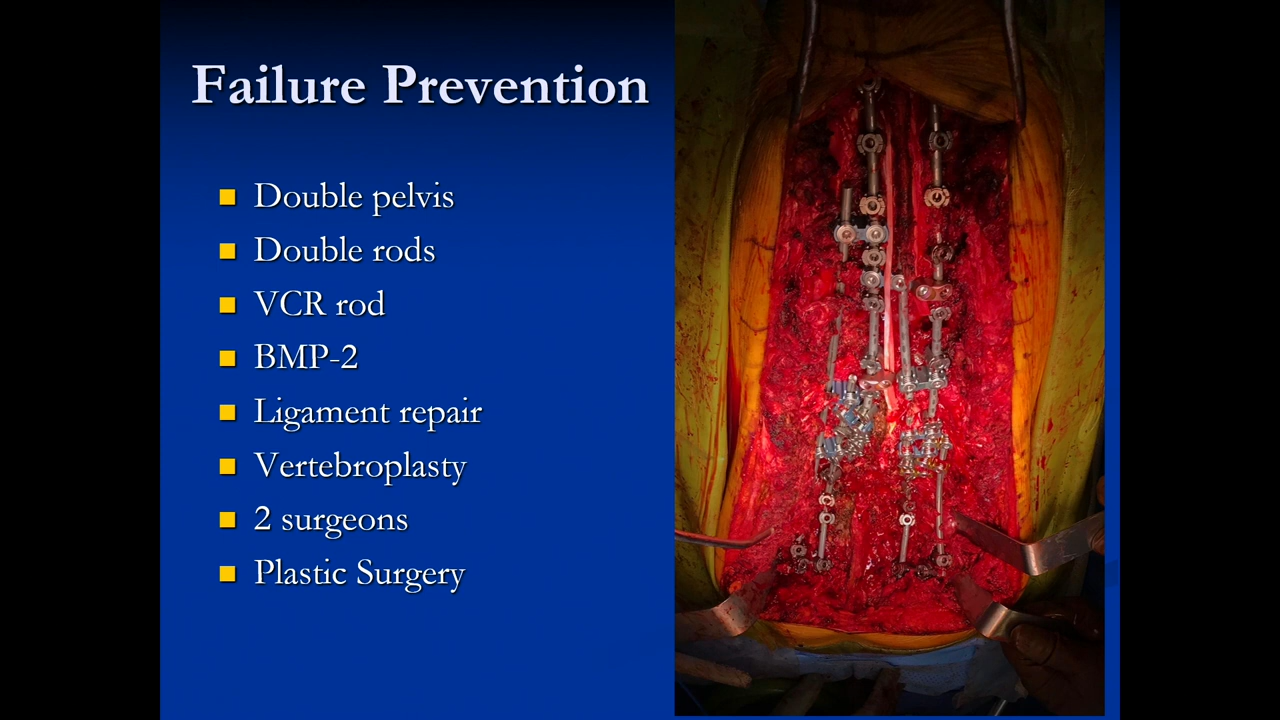 Failure Prevention
Double pelvis
Double rods
VCR rod
BMP-2
Ligament repair
Vertebroplasty
2 surgeons
Plastic Surgery